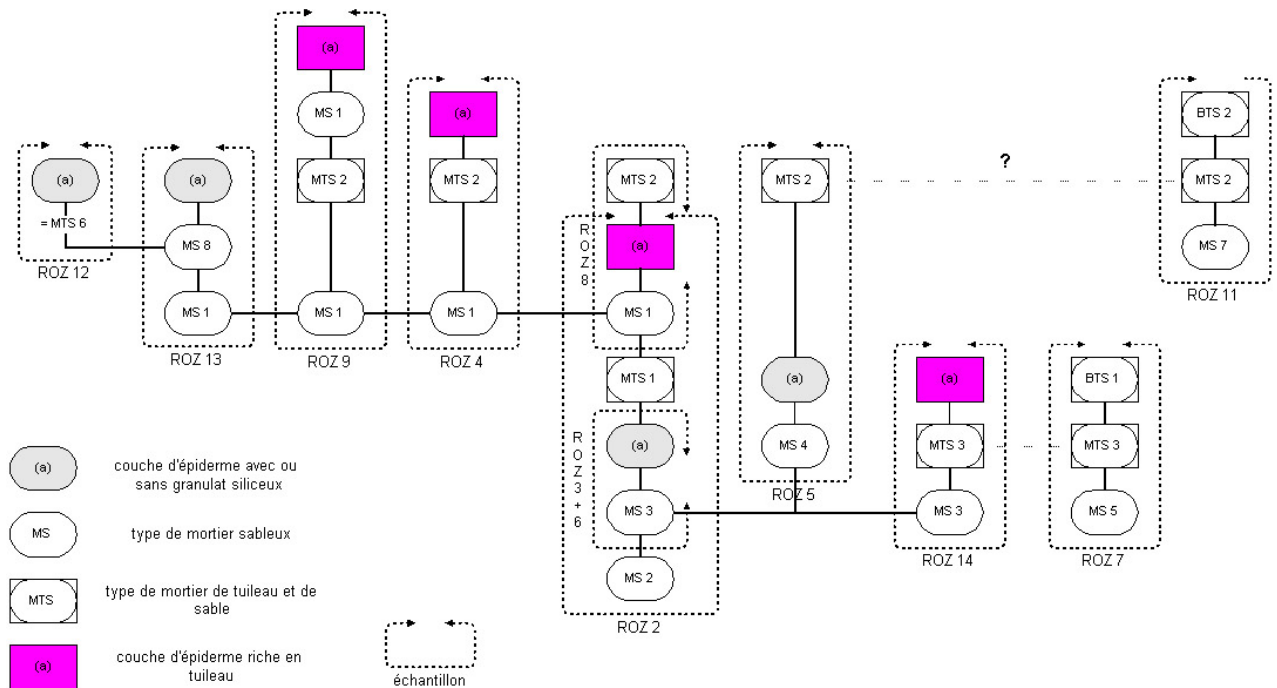 (a)
MS 1
MTS 2
MS 1
ROZ 9
(a)
MTS 2
MS 1
ROZ 4
(a)
= MTS 6
ROZ 12
(a)
MS 8
MS 1
ROZ 13
MTS 2
ROZ 8
(a)
MS 1
MTS 1
ROZ 3 + 6
(a)
MS 3
MS 2
ROZ 2
MTS 2
(a)
MS 4
ROZ 5
?
BTS 2
MTS 2
MS 7
ROZ 11
(a)
MTS 3
MS 3
ROZ 14
BTS 1
MTS 3
MS 5
ROZ 7
(a)
couche d'épiderme avec ou
sans granulat siliceux
MS
type de mortier sableux
MTS
type de mortier de tuileau et de
sable
(a)
couche d'épiderme riche en
tuileau
échantillon